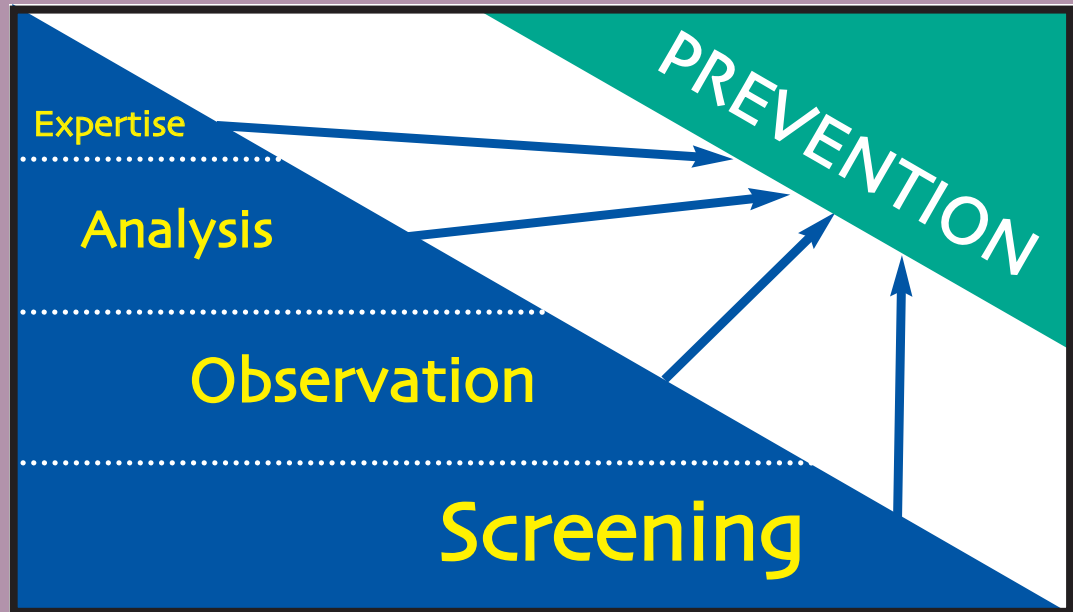 PREVENTION
Expertise
Analysis
Observation
Screening